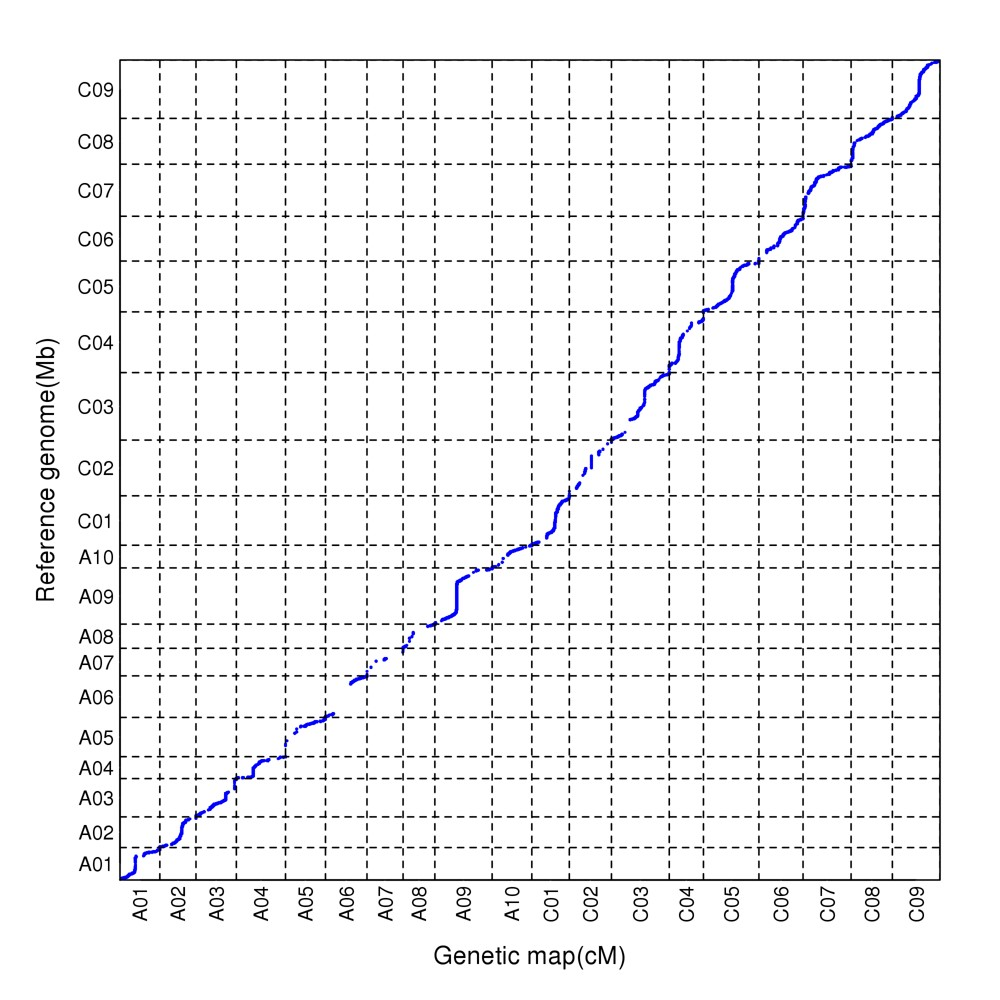 C09
C08
C07
C06
C05
C04
C03
C02
C01
A10
A09
A08
A07
A06
A05
A04
A03
A02
A01
Reference genome(Mb)
A01 A02 A03 A04 A05 A06 A07 A08 A09 A10 C01 C02 C03 C04 C05 C06 C07 C08 C09
Genetic map(cM)